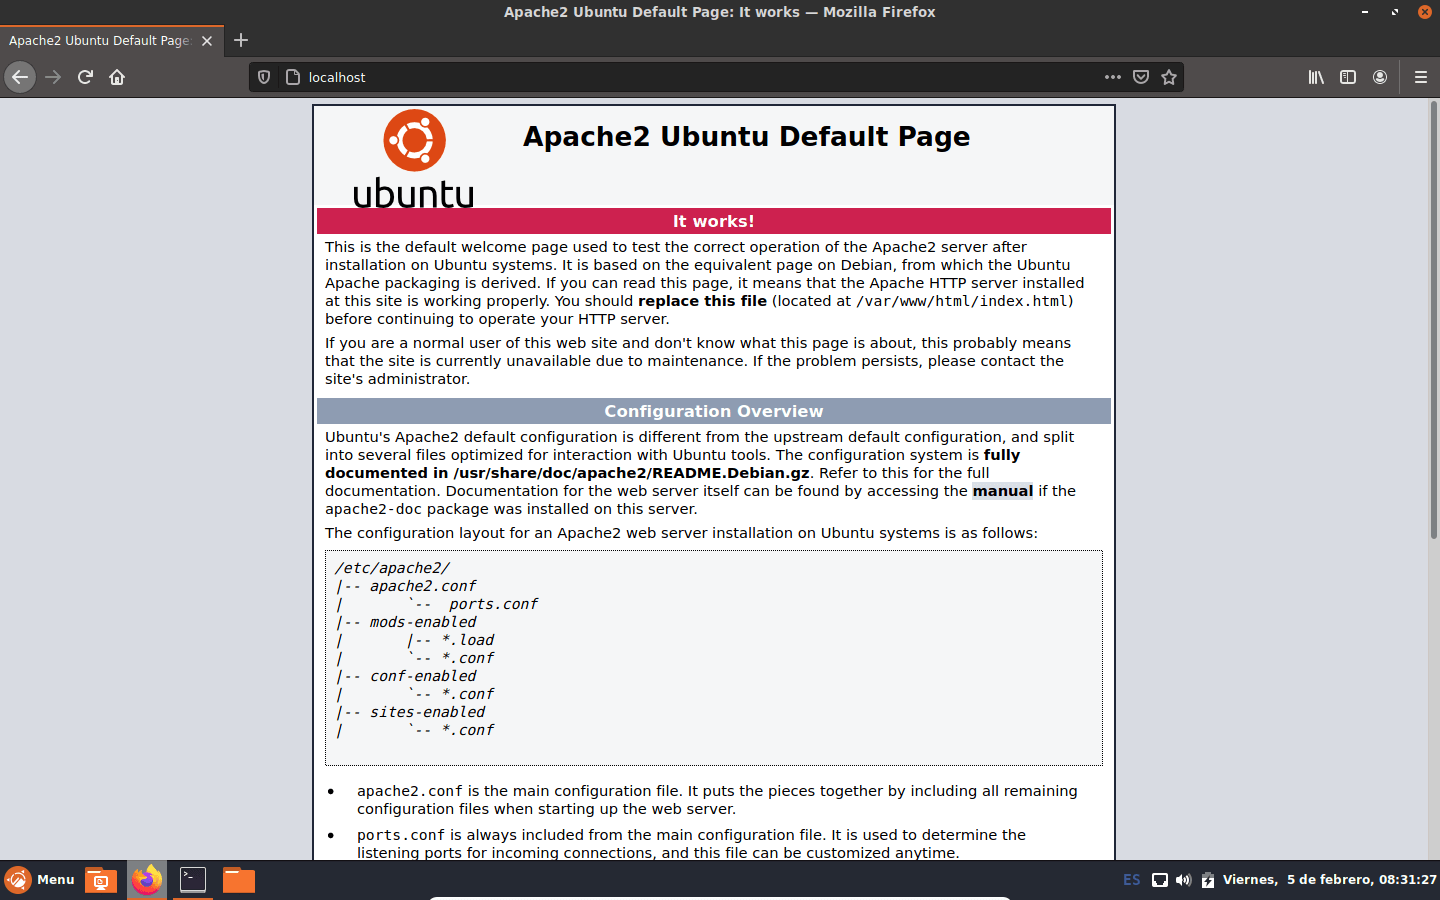 Apache2 Ubuntu Default Page: It works — Mozilla Firefox
Apache2 Ubuntu Default Page:
localhost
ubuntu
Apache2 Ubuntu Default Page
It works!
This is the default welcome page used to test the correct operation of the Apache2 server after
installation on Ubuntu systems. It is based on the equivalent page on Debian, from which the Ubuntu
Apache packaging is derived. If you can read this page, it means that the Apache HTTP server installed
at this site is working properly. You should replace this file (located at /var/www/html/index.html)
before continuing to operate your HTTP server.
If you are a normal user of this web site and don't know what this page is about, this probably means
that the site is currently unavailable due to maintenance. If the problem persists, please contact the
site's administrator.
Configuration Overview
Ubuntu's Apache2 default configuration is different from the upstream default configuration, and split
into several files optimized for interaction with Ubuntu tools. The configuration system is fully
documented in /usr/share/doc/apache2/README.Debian.gz. Refer to this for the full
documentation. Documentation for the web server itself can be found by accessing the manual if the
apache2-doc package was installed on this server.
The configuration layout for an Apache2 web server installation on Ubuntu systems is as follows:
/etc/apache2/
|-- apache2.conf
|       `--  ports.conf
|-- mods-enabled
|       |-- *.load
|       `-- *.conf
|-- conf-enabled
|       `-- *.conf
|-- sites-enabled
|       `-- *.conf
• apache2.conf is the main configuration file. It puts the pieces together by including all remaining
configuration files when starting up the web server.
• ports.conf is always included from the main configuration file. It is used to determine the
listening ports for incoming connections, and this file can be customized anytime.
Menu
ES
Viernes,  5 de febrero, 08:31:27